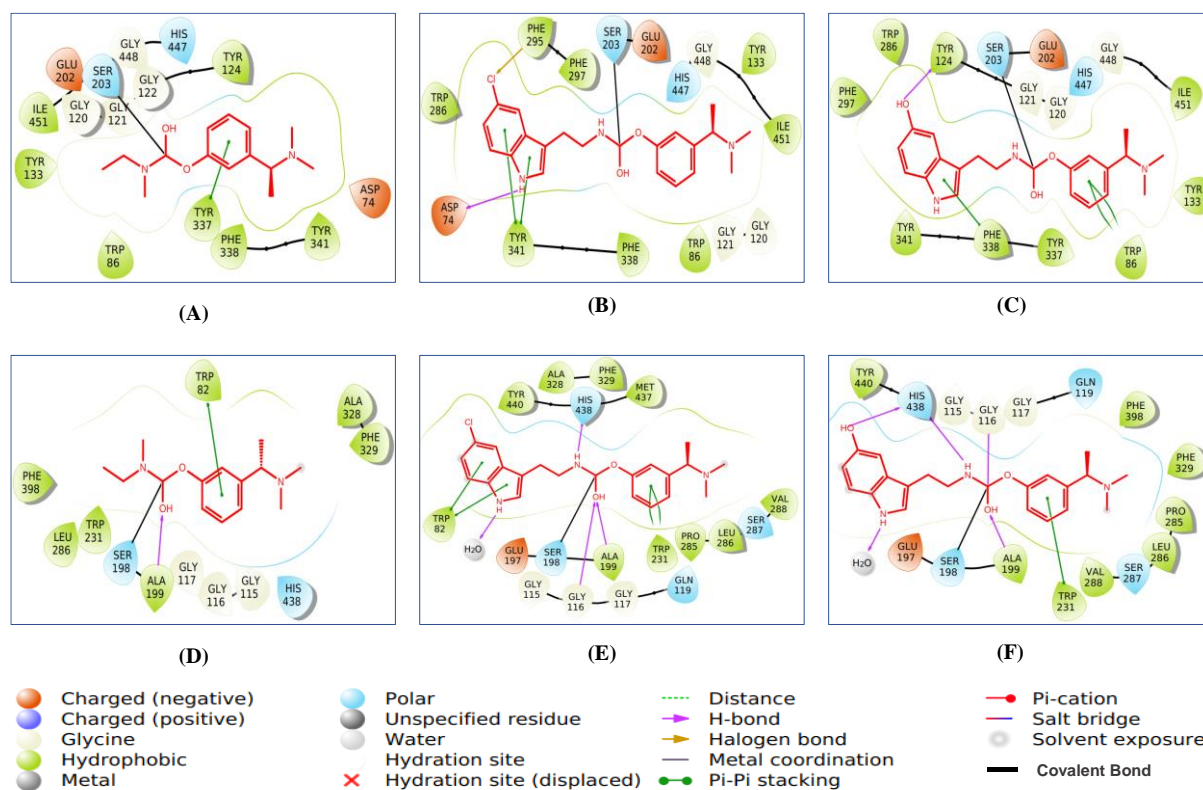 GLU
202
SER
203
GLY
448
HIS
447
TYR
124
GLY
122
ILE
451
GLY
120
GLY
121
OH
N
O
N
TYR
133
ASP
74
TYR
337
PHE
338
TYR
341
TRP
86
(A)
PHE
295
PHE
297
SER
203
GLU
202
GLY
448
TYR
133
HIS
447
Cl
TRP
286
ILE
451
H
N
O
N
OH
N
H
ASP
74
TYR
341
PHE
338
TRP
86
GLY
121
GLY
120
(B)
TRP
286
TYR
124
SER
203
GLU
202
GLY
448
HIS
447
PHE
297
GLY
121
GLY
120
ILE
451
HO
H
N
O
N
OH
N
H
TYR
133
TYR
341
PHE
338
TYR
337
TRP
86
(C)
TRP
82
ALA
328
PHE
329
N
O
N
OH
PHE
398
LEU
286
TRP
231
SER
198
ALA
199
GLY
117
GLY
116
GLY
115
HIS
438
(D)
TYR
440
ALA
328
PHE
329
HIS
438
MET
437
Cl
N
H
O
N
OH
N
H
TRP
82
H₂O
GLU
197
SER
198
ALA
199
TRP
231
PRO
285
LEU
286
SER
287
VAL
288
GLY
115
GLY
116
GLY
117
GLN
119
(E)
TYR
440
HIS
438
GLY
115
GLY
116
GLY
117
GLN
119
PHE
398
PHE
329
HO
N
H
O
N
OH
N
H
H₂O
GLU
197
SER
198
ALA
199
TRP
231
VAL
288
SER
287
LEU
286
PRO
285
(F)
Charged (negative)
Charged (positive)
Glycine
Hydrophobic
Metal
Polar
Unspecified residue
Water
Hydration site
Hydration site (displaced)
Distance
H-bond
Halogen bond
Metal coordination
Pi-Pi stacking
Pi-cation
Salt bridge
Solvent exposure
Covalent Bond